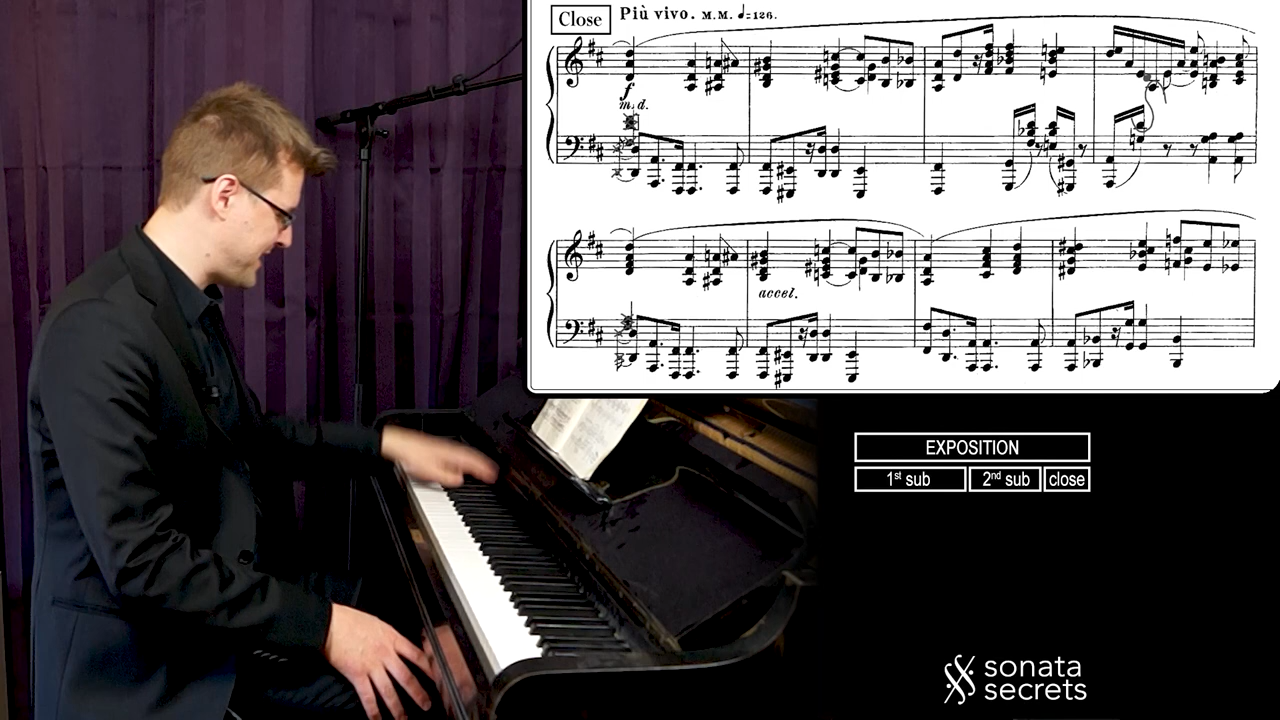 Close
Più vivo. M.M. ♩=126.
f
m. d.
accel.
EXPOSITION
1st sub
2nd sub
close
sonata
secrets